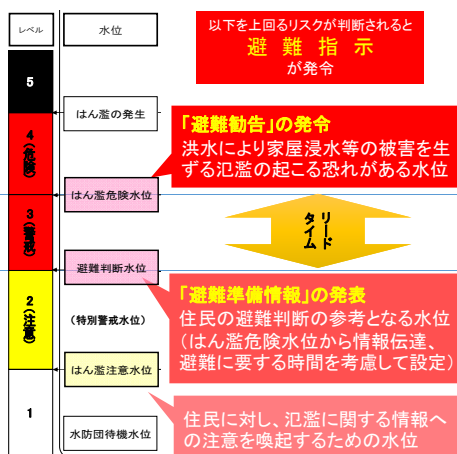 レベル
水位
以下を上回るリスクが判断されると
避難指示
が発令
5
はん濫の発生
4
(危険)
「避難勧告」の発令
洪水により家屋浸水等の被害を生
ずる氾濫の起こる恐れがある水位
はん濫危険水位
3
(警戒)
リード
タイム
避難判断水位
2
(注意)
(特別警戒水位)
「避難準備情報」の発表
住民の避難判断の参考となる水位
(はん濫危険水位から情報伝達、
避難に要する時間を考慮して設定)
はん濫注意水位
1
水防団待機水位
住民に対し、氾濫に関する情報へ
の注意を喚起するための水位